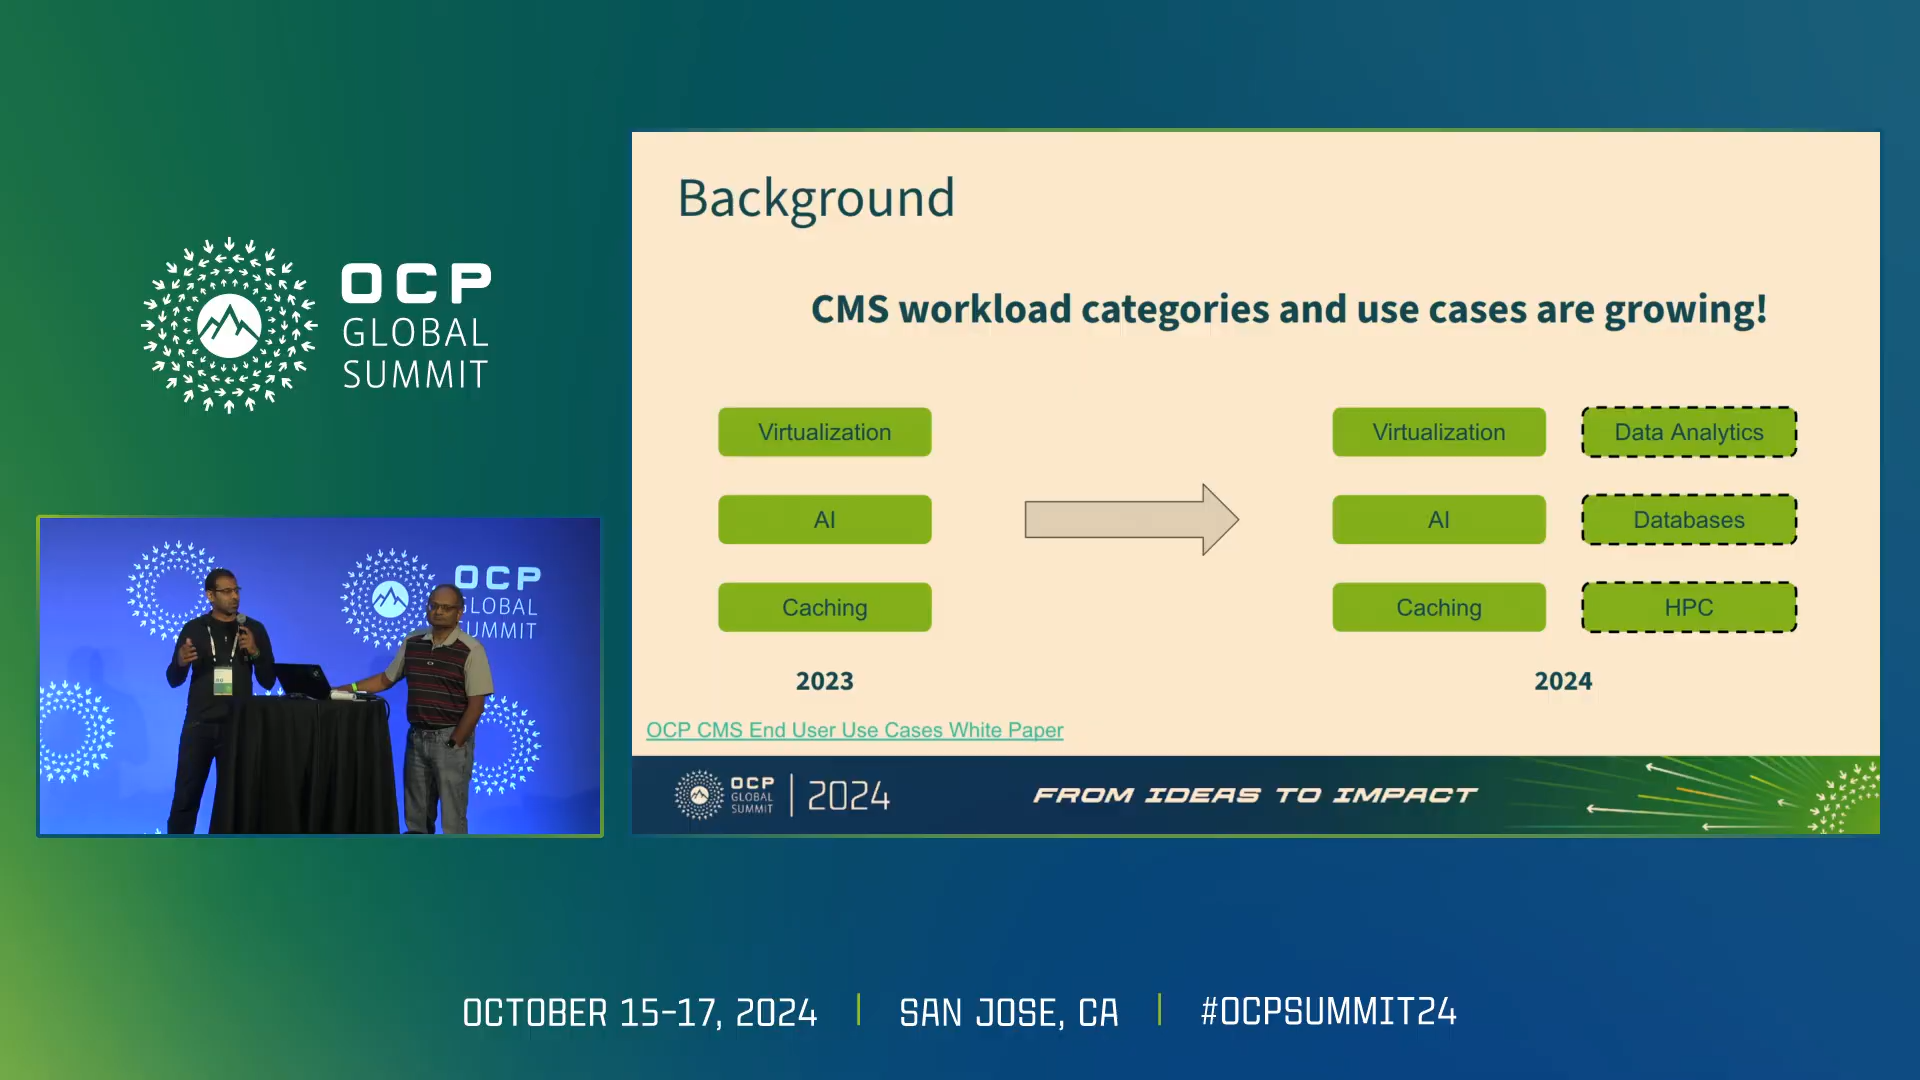 OCP
GLOBAL
SUMMIT
OCP
GLOBAL
SUMMIT
Background
CMS workload categories and use cases are growing!
Virtualization
AI
Caching
2023
Virtualization
Data Analytics
AI
Databases
Caching
HPC
2024
OCP CMS End User Use Cases White Paper
OCP
GLOBAL
SUMMIT
2024
FROM IDEAS TO IMPACT
OCTOBER 15-17, 2024
SAN JOSE, CA
#OCPSUMMIT24